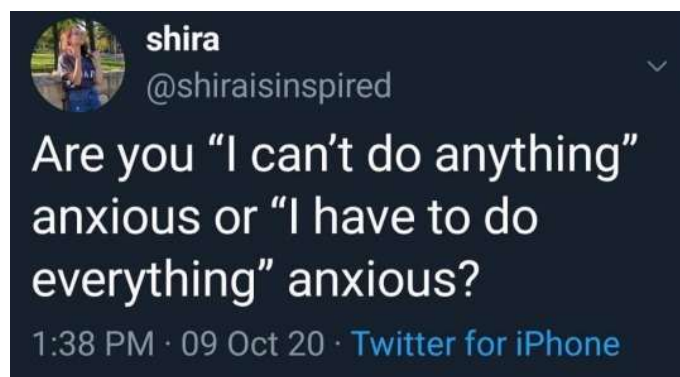 shira
@shiraisinspired
Are you “I can’t do anything”
anxious or “I have to do
everything” anxious?
1:38 PM · 09 Oct 20 · Twitter for iPhone